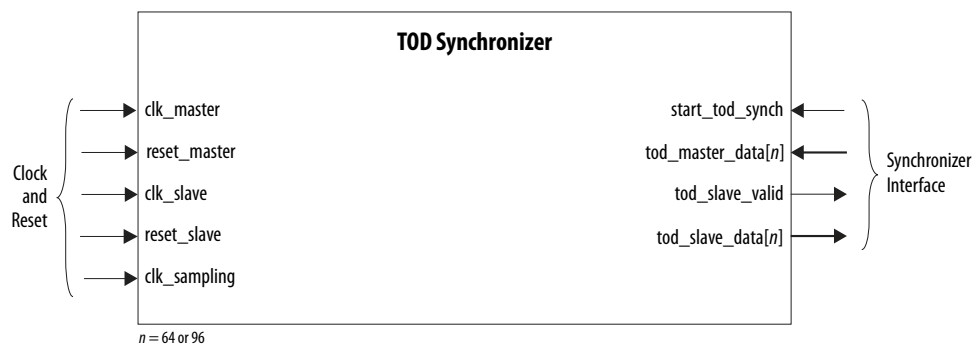 TOD Synchronizer
clk_master
reset_master
clk_slave
reset_slave
clk_sampling
Clock
and
Reset
start_tod_synch
tod_master_data[n]
tod_slave_valid
tod_slave_data[n]
Synchronizer
Interface
n = 64 or 96